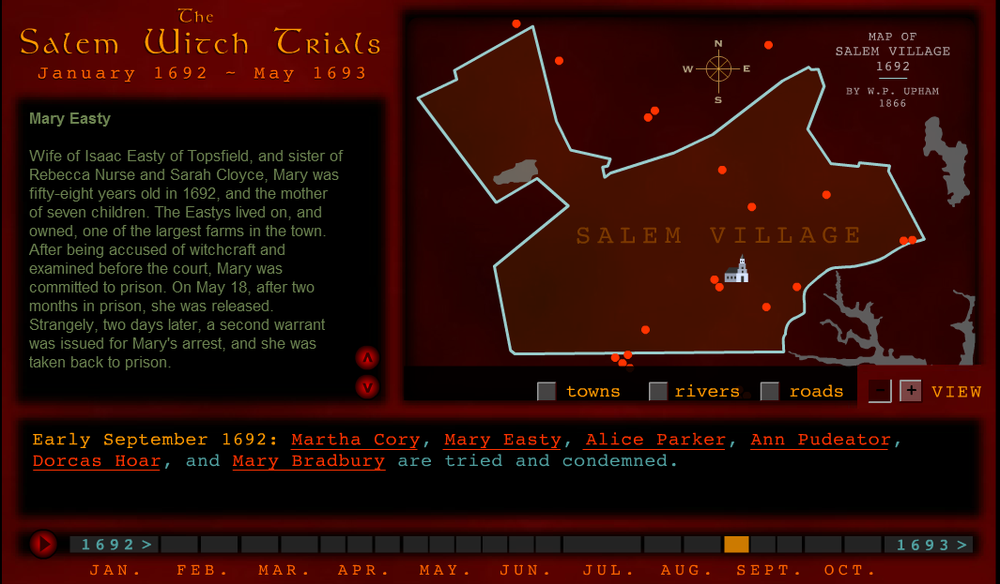 The
Salem Witch Trials
January 1692 ~ May 1693
Mary Easty
Wife of Isaac Easty of Topsfield, and sister of
Rebecca Nurse and Sarah Cloyce, Mary was
fifty-eight years old in 1692, and the mother
of seven children. The Eastys lived on, and
owned, one of the largest farms in the town.
After being accused of witchcraft and
examined before the court, Mary was
committed to prison. On May 18, after two
months in prison, she was released.
Strangely, two days later, a second warrant
was issued for Mary's arrest, and she was
taken back to prison.
N
W E
S
MAP OF
SALEM VILLAGE
1692
BY W.P. UPHAM
1866
SALEM VILLAGE
towns rivers roads - + VIEW
Early September 1692: Martha Cory, Mary Easty, Alice Parker, Ann Pudeator,
Dorcas Hoar, and Mary Bradbury are tried and condemned.
1692 > 1693 >
JAN. FEB. MAR. APR. MAY. JUN. JUL. AUG. SEPT. OCT.